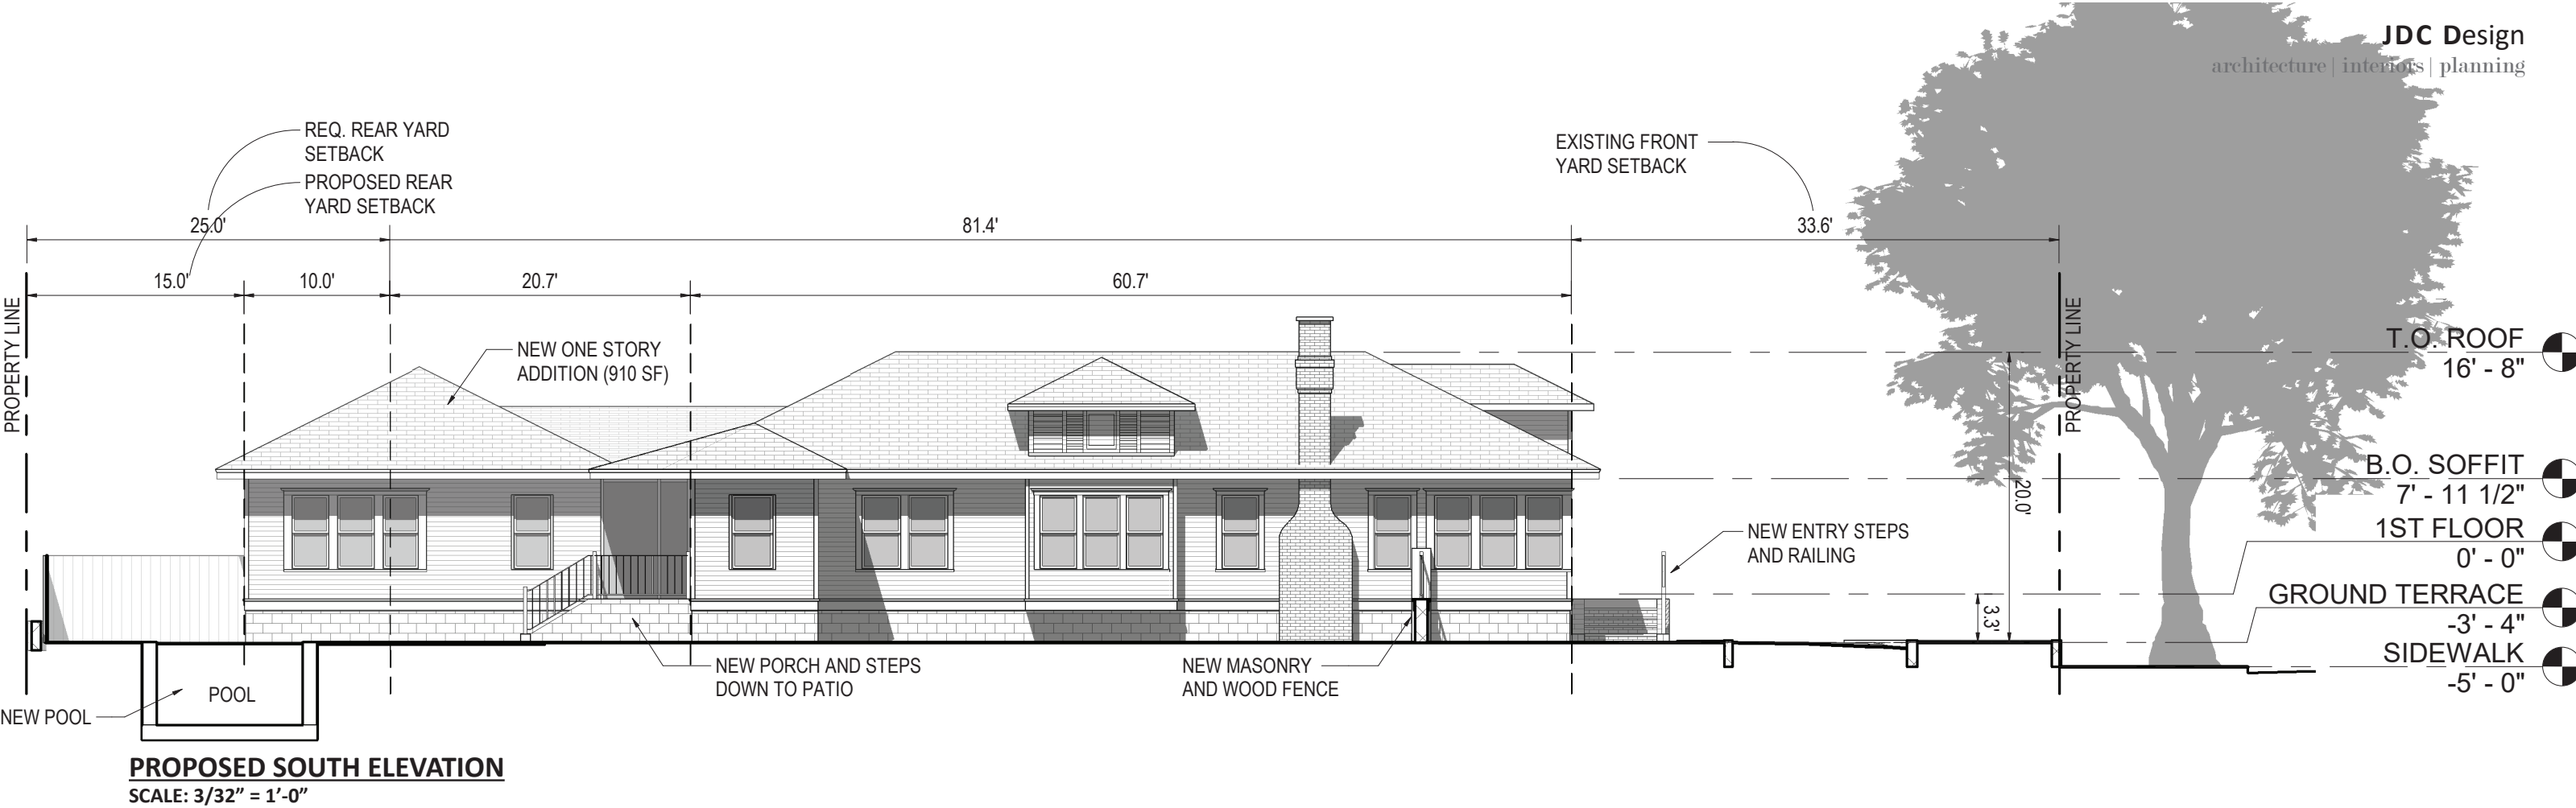 JDC Design
architecture | interiors | planning
REQ. REAR YARD
SETBACK
PROPOSED REAR
YARD SETBACK
EXISTING FRONT
YARD SETBACK
25.0'
81.4'
33.6'
15.0'
10.0'
20.7'
60.7'
PROPERTY LINE
PROPERTY LINE
NEW ONE STORY
ADDITION (910 SF)
T.O. ROOF
16' - 8"
B.O. SOFFIT
7' - 11 1/2"
20.0'
1ST FLOOR
0' - 0"
NEW ENTRY STEPS
AND RAILING
GROUND TERRACE
-3' - 4"
3.3'
SIDEWALK
-5' - 0"
NEW PORCH AND STEPS
DOWN TO PATIO
NEW MASONRY
AND WOOD FENCE
POOL
NEW POOL
PROPOSED SOUTH ELEVATION
SCALE: 3/32” = 1’-0”